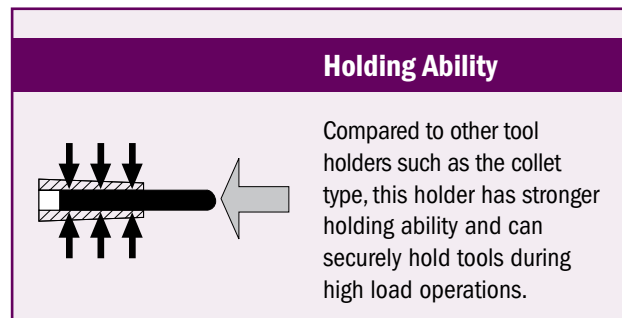 Holding Ability
Compared to other tool
holders such as the collet
type, this holder has stronger
holding ability and can
securely hold tools during
high load operations.